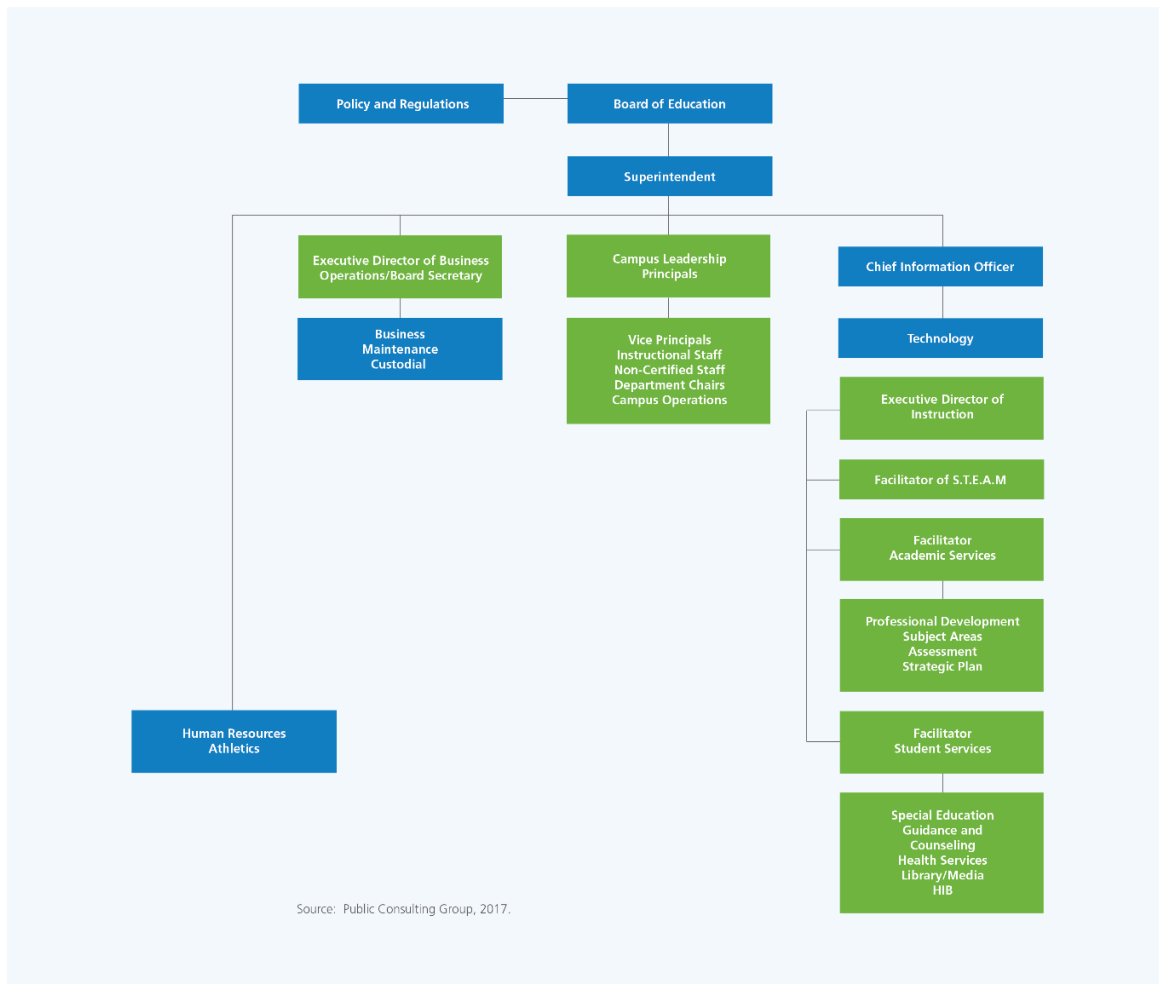 Policy and Regulations
Board of Education
Superintendent
Executive Director of Business
Operations/Board Secretary
Campus Leadership
Principals
Chief Information Officer
Business
Maintenance
Custodial
Vice Principals
Instructional Staff
Non-Certified Staff
Department Chairs
Campus Operations
Technology
Executive Director of
Instruction
Facilitator of S.T.E.A.M
Facilitator
Academic Services
Professional Development
Subject Areas
Assessment
Strategic Plan
Human Resources
Athletics
Facilitator
Student Services
Special Education
Guidance and
Counseling
Health Services
Library/Media
HIB
Source: Public Consulting Group, 2017.